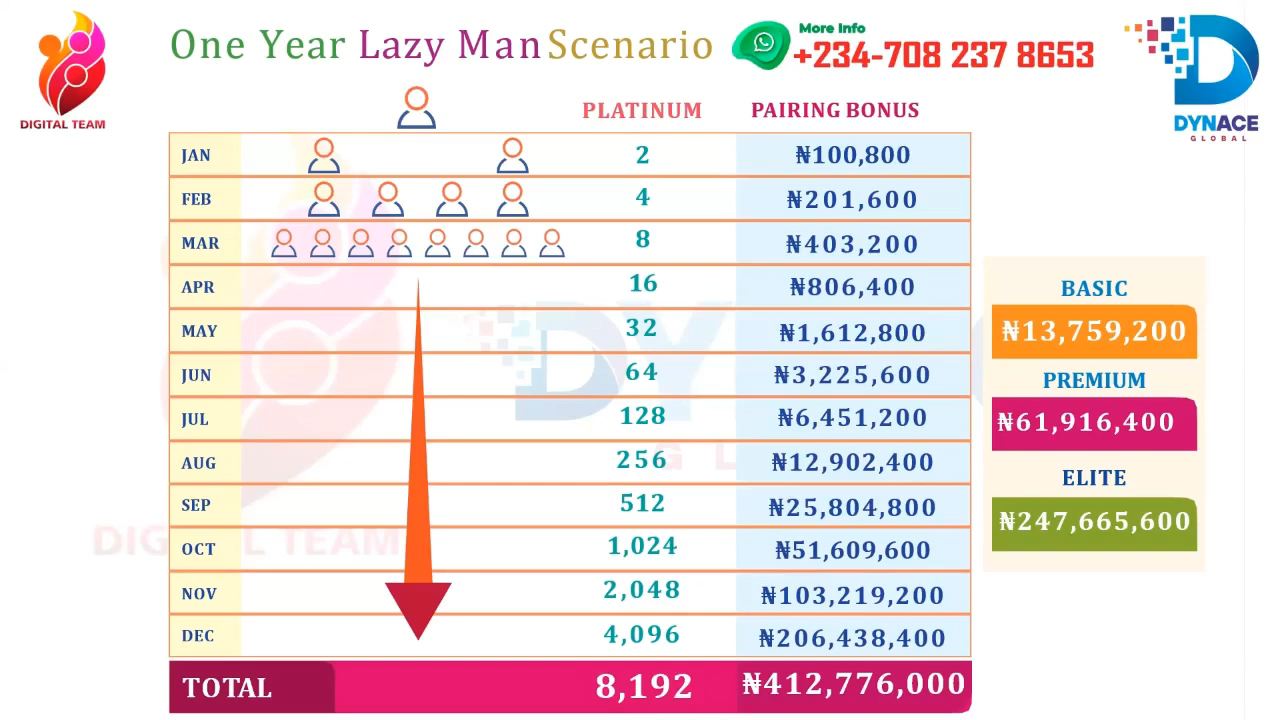 One Year Lazy Man Scenario
More Info
+234-708 237 8653
DIGITAL TEAM
DYNACE
GLOBAL
PLATINUM PAIRING BONUS
JAN 2 ₦100,800
FEB 4 ₦201,600
MAR 8 ₦403,200
APR 16 ₦806,400
MAY 32 ₦1,612,800
JUN 64 ₦3,225,600
JUL 128 ₦6,451,200
AUG 256 ₦12,902,400
SEP 512 ₦25,804,800
OCT 1,024 ₦51,609,600
NOV 2,048 ₦103,219,200
DEC 4,096 ₦206,438,400
TOTAL 8,192 ₦412,776,000
BASIC
₦13,759,200
PREMIUM
₦61,916,400
ELITE
₦247,665,600
DIGITAL TEAM